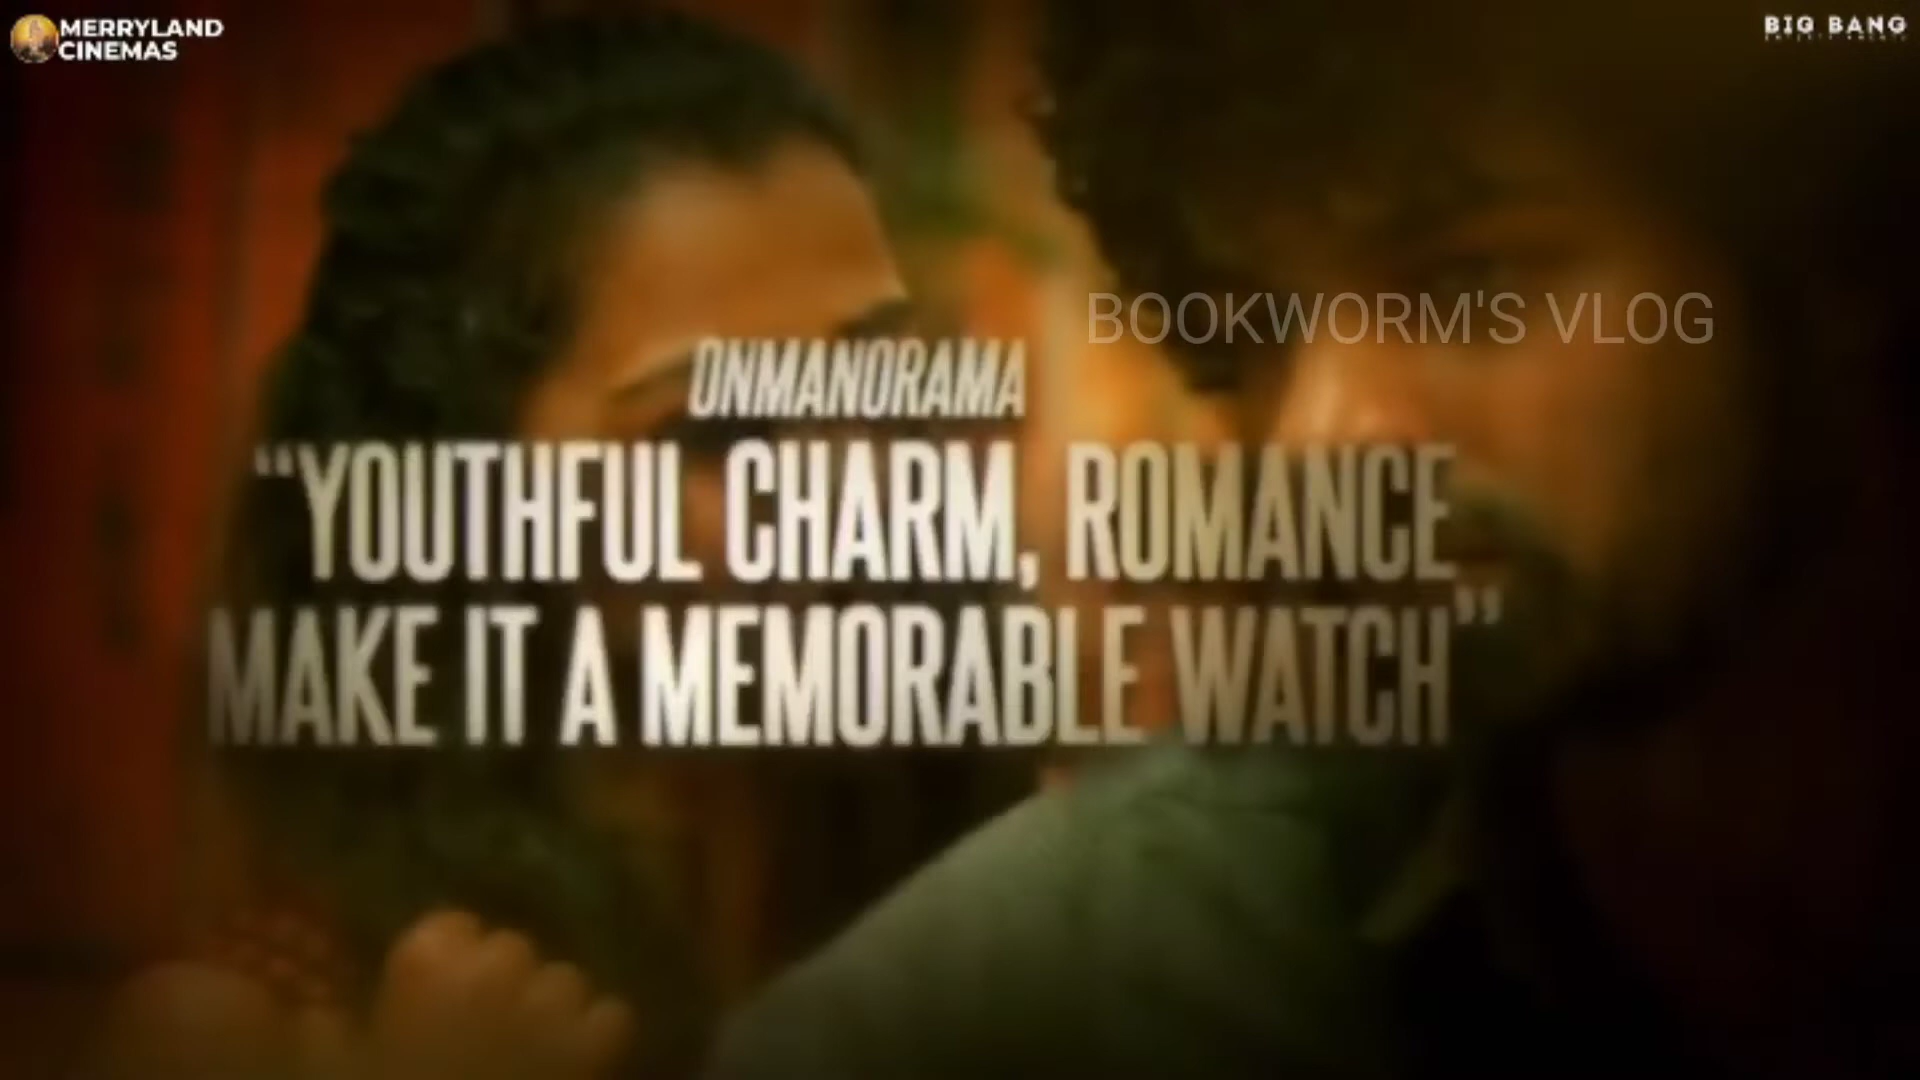 MERRYLAND
CINEMAS
BIG BANG
BOOKWORM'S VLOG
ONMANORAMA
“YOUTHFUL CHARM, ROMANCE
MAKE IT A MEMORABLE WATCH”